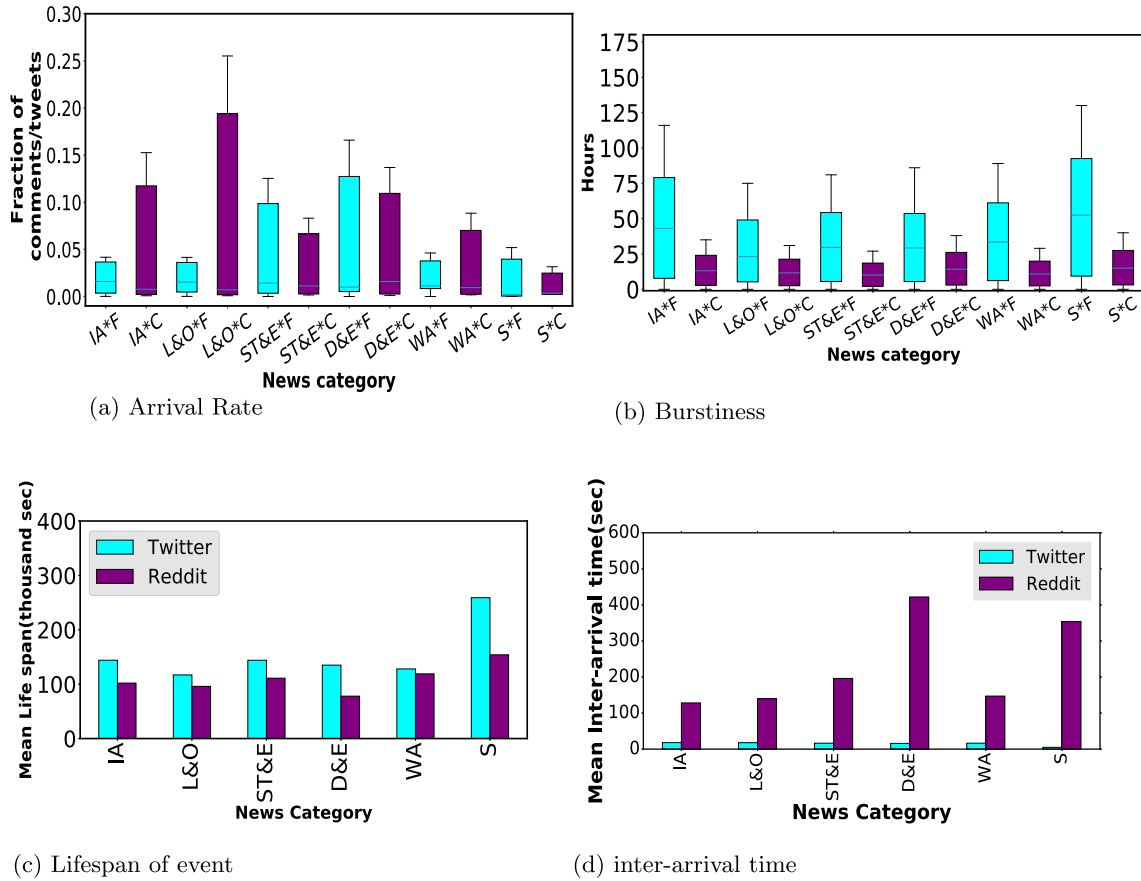 0.30
0.25
0.20
0.15
0.10
0.05
0.00
Fraction of
comments/tweets
IA*F
IA*C
L&O*F
L&O*C
ST&E*F
ST&E*C
D&E*F
D&E*C
WA*F
WA*C
S*F
S*C
News category
(a) Arrival Rate
175
150
125
100
75
50
25
0
Hours
IA*F
IA*C
L&O*F
L&O*C
ST&E*F
ST&E*C
D&E*F
D&E*C
WA*F
WA*C
S*F
S*C
News category
(b) Burstiness
400
300
200
100
0
Mean Life span(thousand sec)
Twitter
Reddit
IA
L&O
ST&E
D&E
WA
S
News Category
(c) Lifespan of event
600
500
400
300
200
100
0
Mean Inter-arrival time(sec)
Twitter
Reddit
IA
L&O
ST&E
D&E
WA
S
News Category
(d) inter-arrival time